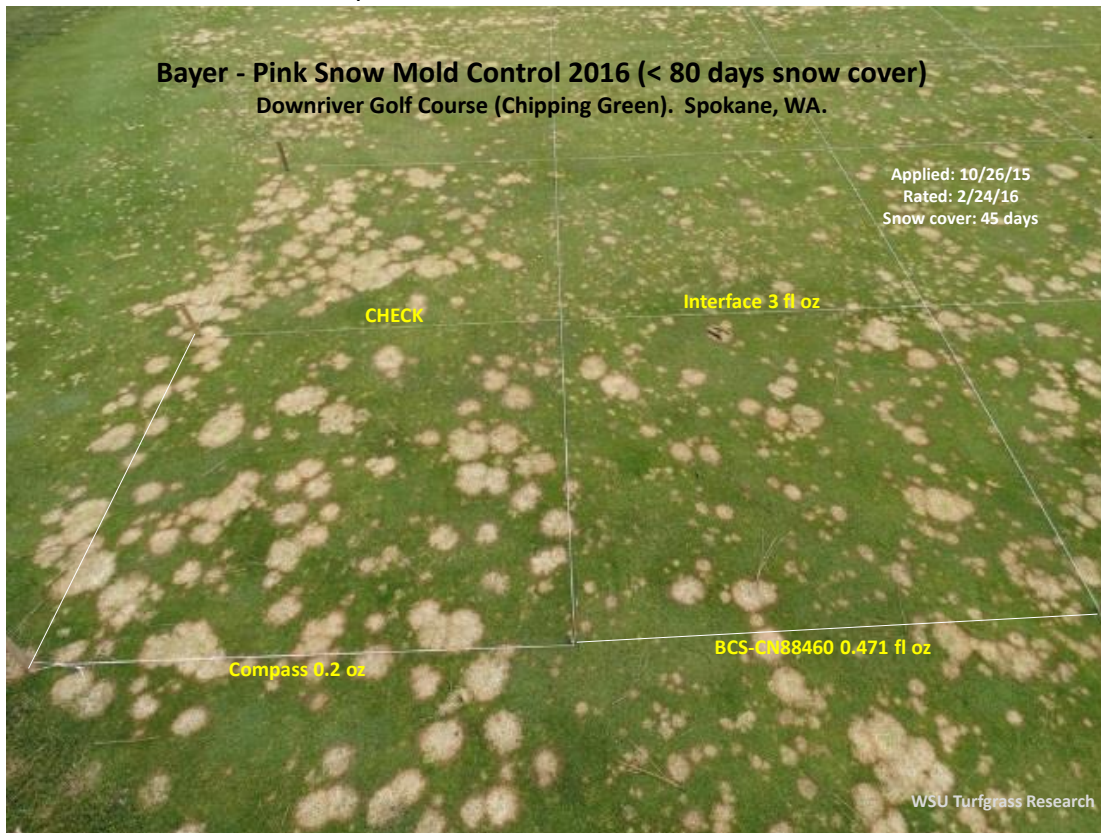 Bayer - Pink Snow Mold Control 2016 (< 80 days snow cover)
Downriver Golf Course (Chipping Green).  Spokane, WA.
Applied: 10/26/15
Rated: 2/24/16
Snow cover: 45 days
CHECK
Interface 3 fl oz
Compass 0.2 oz
BCS-CN88460 0.471 fl oz
WSU Turfgrass Research